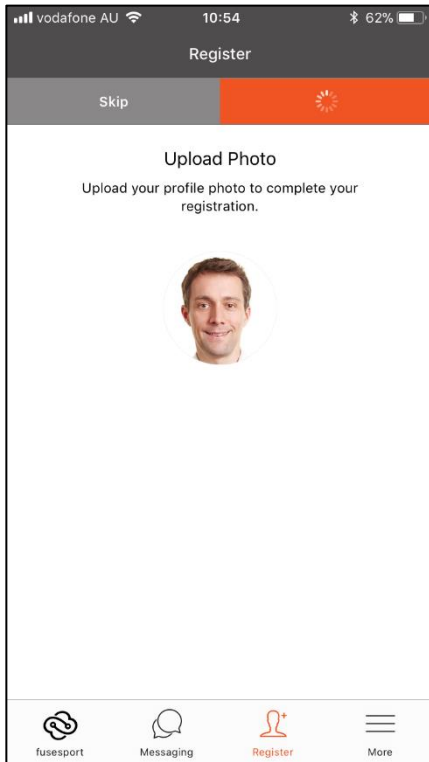 vodafone AU 10:54 62%
Register
Skip
Upload Photo
Upload your profile photo to complete your
registration.
fusesport Messaging Register More